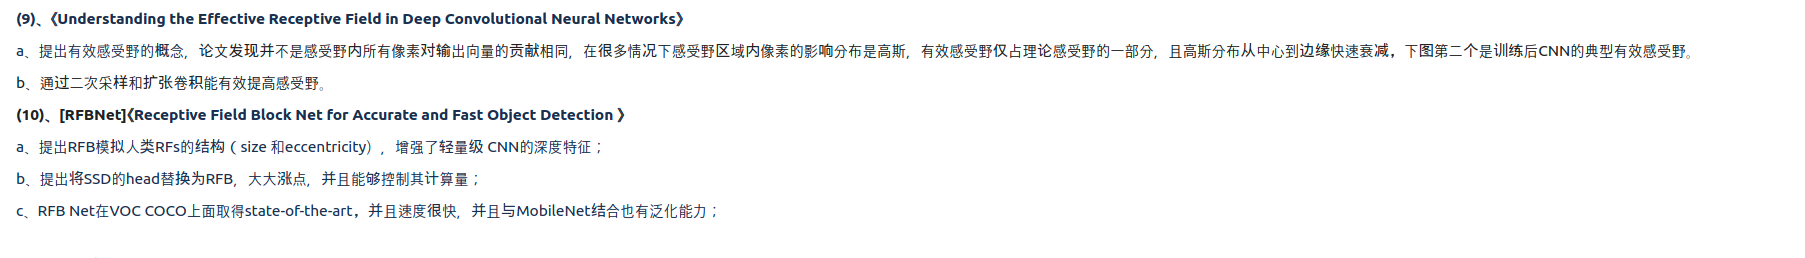 (9)、《Understanding the Effective Receptive Field in Deep Convolutional Neural Networks》
a、提出有效感受野的概念，论文发现并不是感受野内所有像素对输出向量的贡献相同，在很多情况下感受野区域内像素的影响分布是高斯，有效感受野仅占理论感受野的一部分，且高斯分布从中心到边缘快速衰减，下图第二个是训练后CNN的典型有效感受野。
b、通过二次采样和扩张卷积能有效提高感受野。
(10)、[RFBNet]《Receptive Field Block Net for Accurate and Fast Object Detection 》
a、提出RFB模拟人类RFs的结构（size 和eccentricity），增强了轻量级 CNN的深度特征；
b、提出将SSD的head替换为RFB，大大涨点，并且能够控制其计算量；
c、RFB Net在VOC COCO上面取得state-of-the-art，并且速度很快，并且与MobileNet结合也有泛化能力；